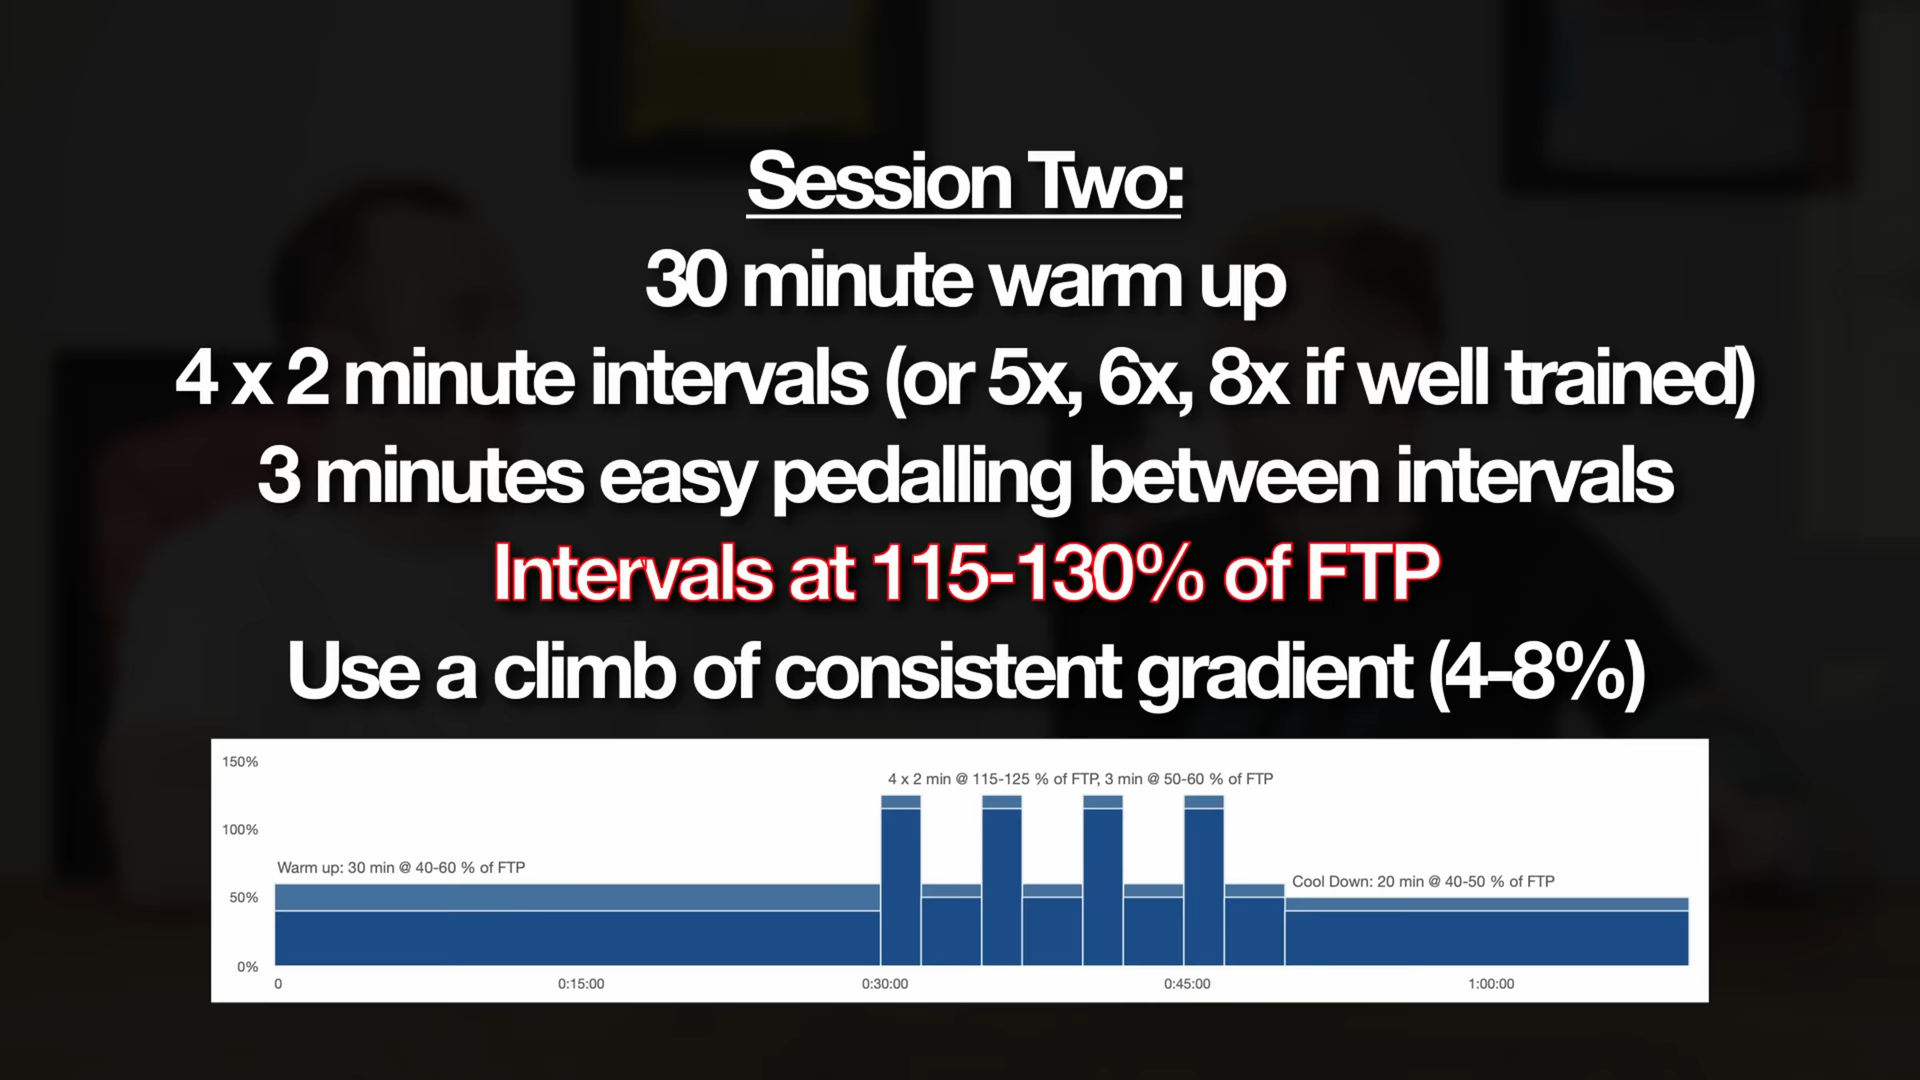 Session Two:
30 minute warm up
4 x 2 minute intervals (or 5x, 6x, 8x if well trained)
3 minutes easy pedalling between intervals
Intervals at 115-130% of FTP
Use a climb of consistent gradient (4-8%)
150%
4 x 2 min @ 115-125 % of FTP, 3 min @ 50-60 % of FTP
100%
Warm up: 30 min @ 40-60 % of FTP
Cool Down: 20 min @ 40-50 % of FTP
50%
0%
0 0:15:00 0:30:00 0:45:00 1:00:00